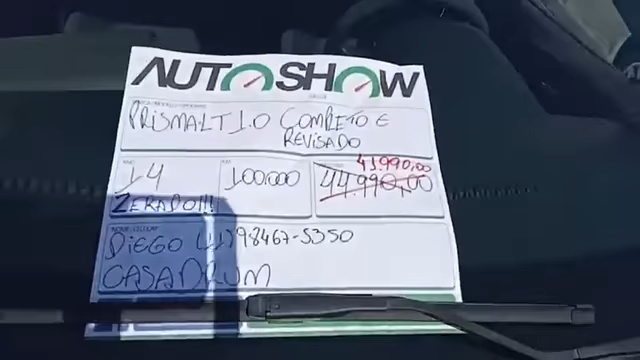 AUTOSHOW
PRISMA LT 1.0 COMPLETO E
REVISADO
41.990,00
14
100.000
44.990,00
ZERADO!!!
DIEGO (11) 98467-5350
CASADRUM